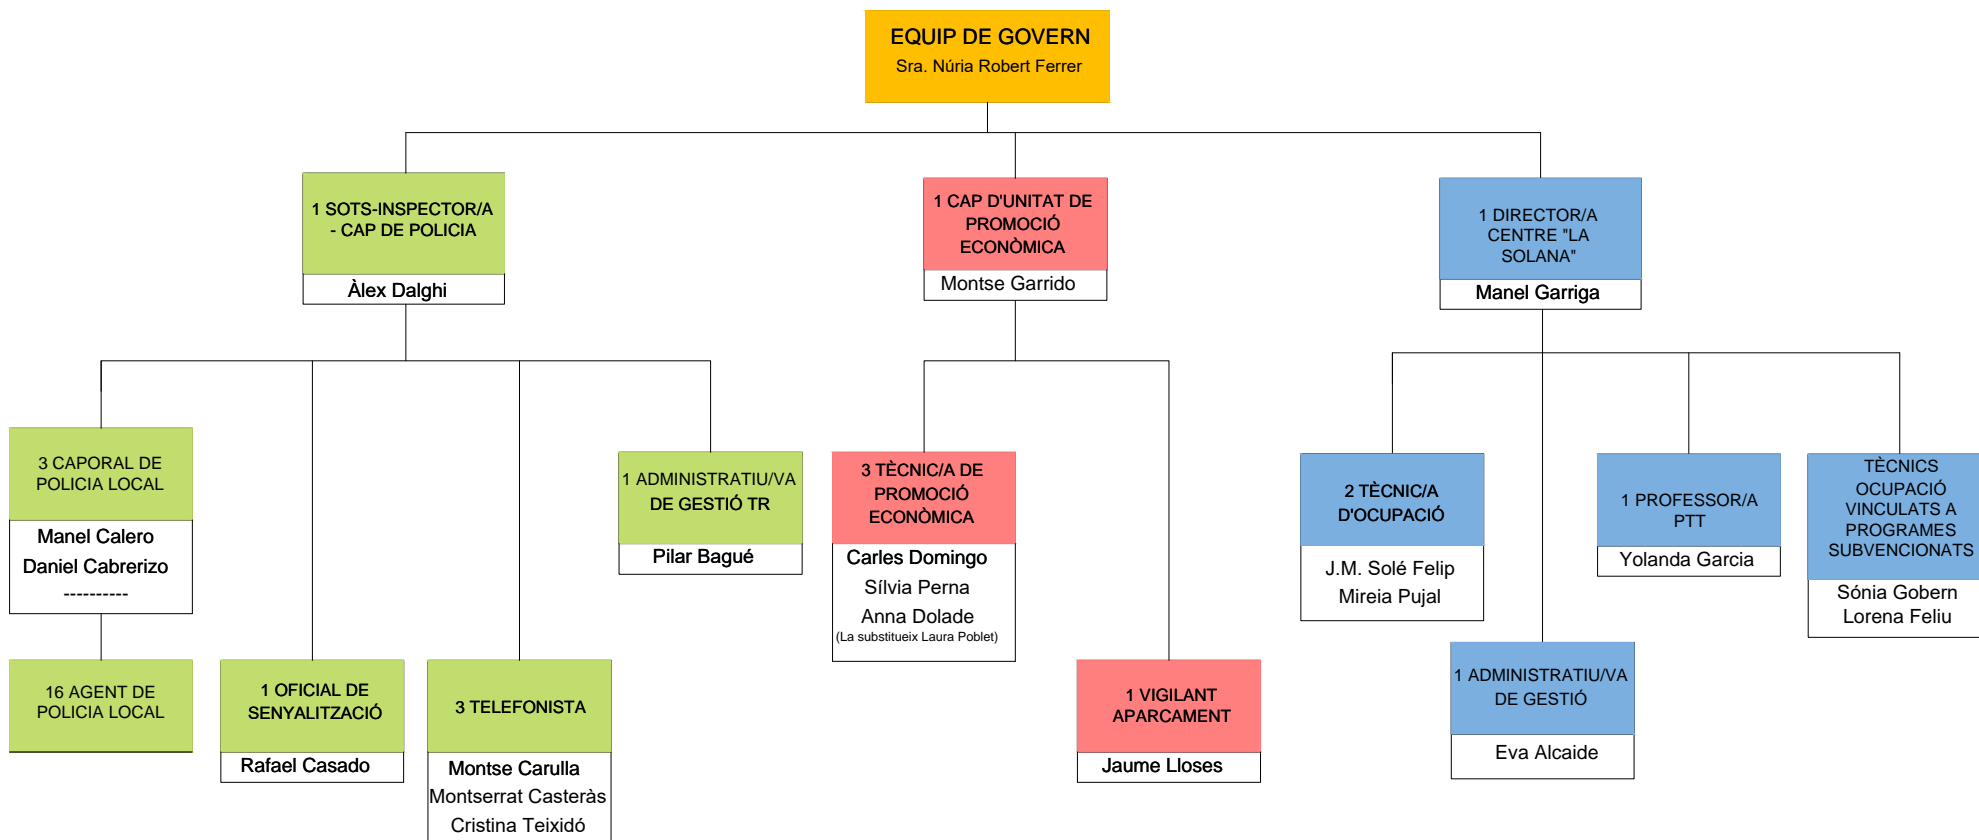 EQUIP DE GOVERN
Sra. Núria Robert Ferrer
1 SOTS-INSPECTOR/A
- CAP DE POLICIA
Àlex Dalghi
1 CAP D'UNITAT DE
PROMOCIÓ
ECONÒMICA
Montse Garrido
1 DIRECTOR/A
CENTRE "LA
SOLANA"
Manel Garriga
3 CAPORAL DE
POLICIA LOCAL
Manel Calero
Daniel Cabrerizo
----------
16 AGENT DE
POLICIA LOCAL
1 OFICIAL DE
SENYALITZACIÓ
Rafael Casado
3 TELEFONISTA
Montse Carulla
Montserrat Casteràs
Cristina Teixidó
1 ADMINISTRATIU/VA
DE GESTIÓ TR
Pilar Bagué
3 TÈCNIC/A DE
PROMOCIÓ
ECONÒMICA
Carles Domingo
Sílvia Perna
Anna Dolade
(La substitueix Laura Poblet)
1 VIGILANT
APARCAMENT
Jaume Lloses
2 TÈCNIC/A
D'OCUPACIÓ
J.M. Solé Felip
Mireia Pujal
1 ADMINISTRATIU/VA
DE GESTIÓ
Eva Alcaide
1 PROFESSOR/A
PTT
Yolanda Garcia
TÈCNICS
OCUPACIÓ
VINCULATS A
PROGRAMES
SUBVENCIONATS
Sónia Gobern
Lorena Feliu